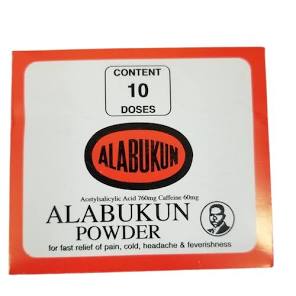 CONTENT
10
DOSES
ALABUKUN
Acetylsalicylic Acid 760mg Caffeine 60mg
ALABUKUN
POWDER
for fast relief of pain, cold, headache & feverishness